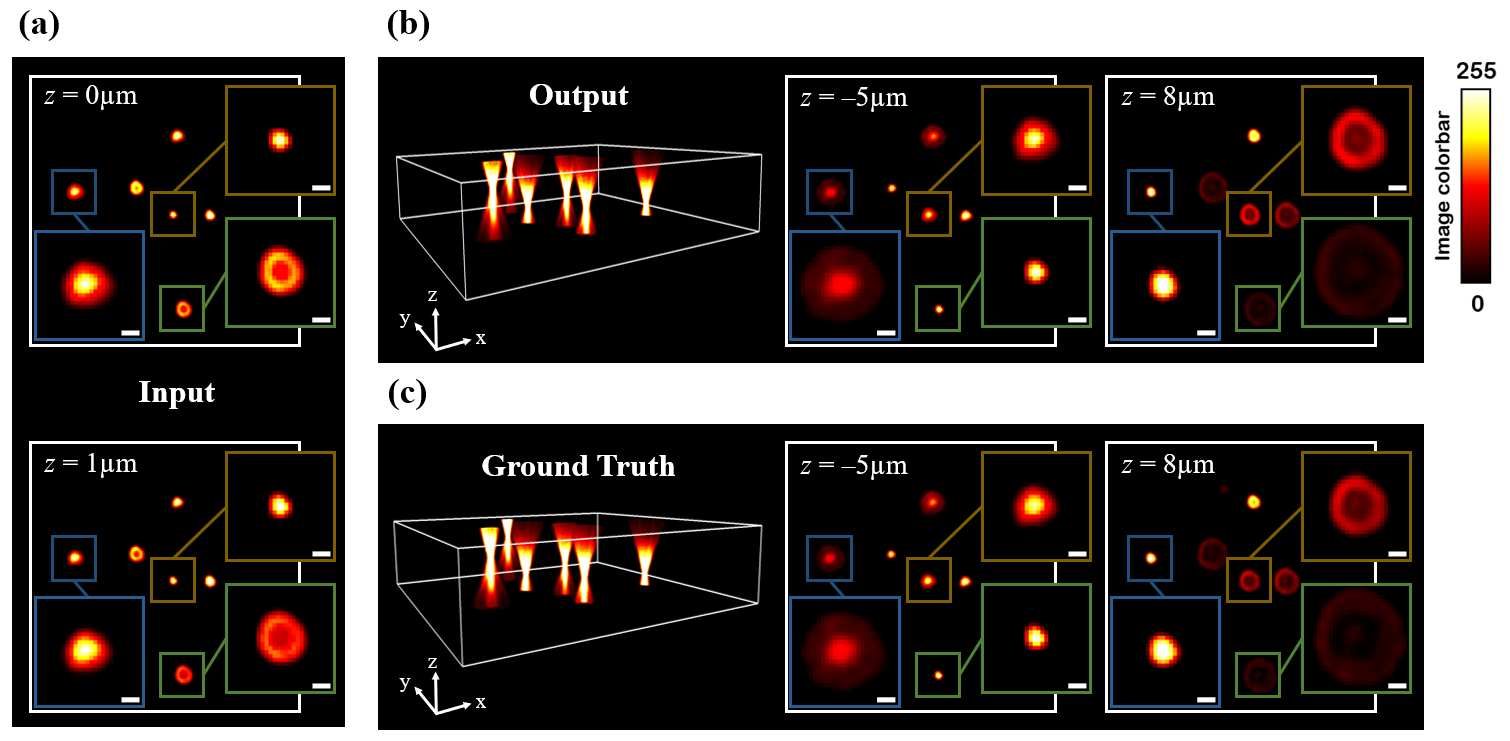 (a)
z = 0µm
Input
z = 1µm
(b)
Output
z
y
x
z = –5µm
z = 8µm
255
Image colorbar
0
(c)
Ground Truth
z
y
x
z = –5µm
z = 8µm